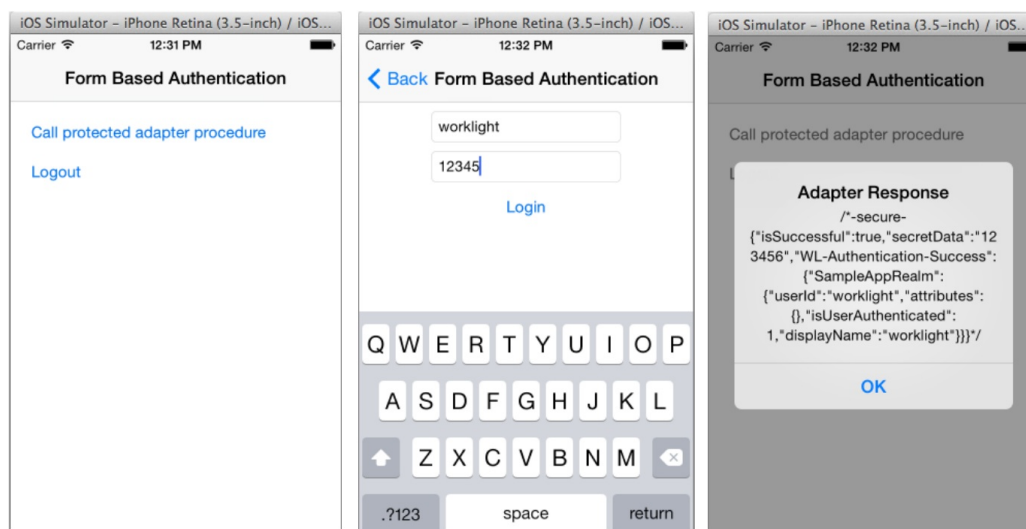 iOS Simulator – iPhone Retina (3.5–inch) / iOS...
Carrier 12:31 PM
Form Based Authentication
Call protected adapter procedure
Logout
iOS Simulator – iPhone Retina (3.5–inch) / iOS...
Carrier 12:32 PM
Back Form Based Authentication
worklight
12345
Login
Q W E R T Y U I O P
A S D F G H J K L
Z X C V B N M
.?123 space return
iOS Simulator – iPhone Retina (3.5–inch) / iOS...
Carrier 12:32 PM
Form Based Authentication
Call protected adapter procedure
L
Adapter Response
/*-secure-
{"isSuccessful":true,"secretData":"12
3456","WL-Authentication-Success":
{"SampleAppRealm":
{"userId":"worklight","attributes":
{},"isUserAuthenticated":
1,"displayName":"worklight"}}}*/
OK